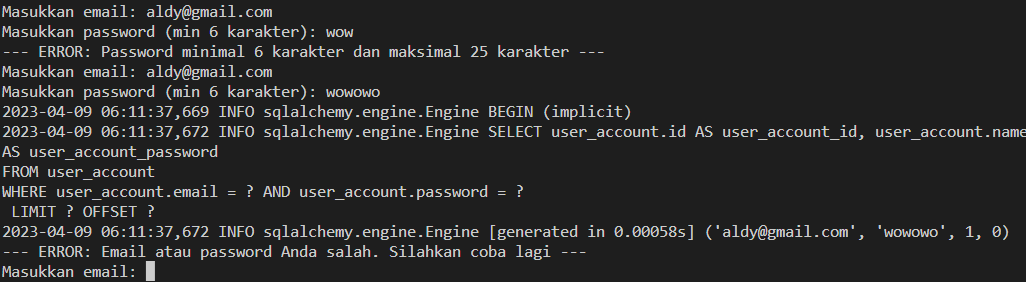 Masukkan email: aldy@gmail.com
Masukkan password (min 6 karakter): wow
--- ERROR: Password minimal 6 karakter dan maksimal 25 karakter ---
Masukkan email: aldy@gmail.com
Masukkan password (min 6 karakter): wowowo
2023-04-09 06:11:37,669 INFO sqlalchemy.engine.Engine BEGIN (implicit)
2023-04-09 06:11:37,672 INFO sqlalchemy.engine.Engine SELECT user_account.id AS user_account_id, user_account.name
AS user_account_password
FROM user_account
WHERE user_account.email = ? AND user_account.password = ?
 LIMIT ? OFFSET ?
2023-04-09 06:11:37,672 INFO sqlalchemy.engine.Engine [generated in 0.00058s] ('aldy@gmail.com', 'wowowo', 1, 0)
--- ERROR: Email atau password Anda salah. Silahkan coba lagi ---
Masukkan email: